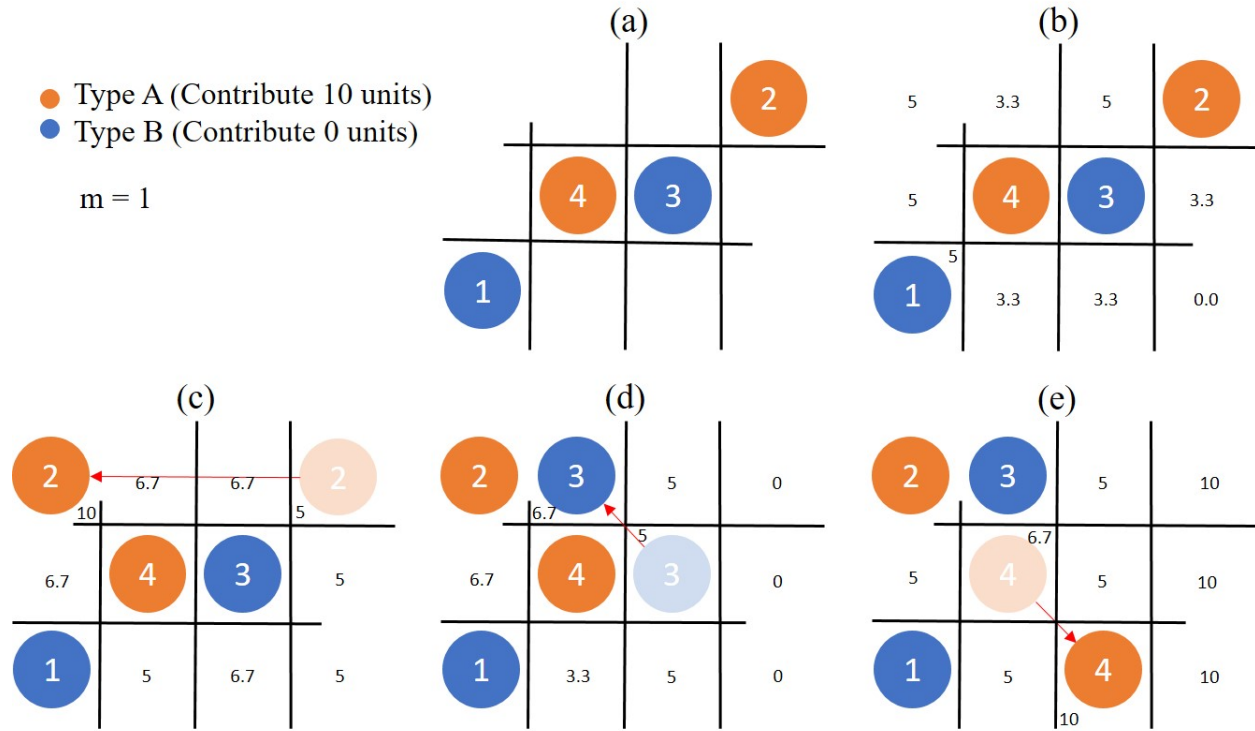 (a)
(b)
Type A (Contribute 10 units)
Type B (Contribute 0 units)
m = 1
2
4 3
1
5 3.3 5 2
5 4 3 3.3
5
1 3.3 3.3 0.0
(c)
(d)
(e)
2 6.7 6.7 2
10 5
6.7 4 3 5
1 5 6.7 5
2 3 5 0
6.7 5
6.7 4 3 0
1 3.3 5 0
2 3 5 10
6.7
5 4 5 10
1 5 4 10
10